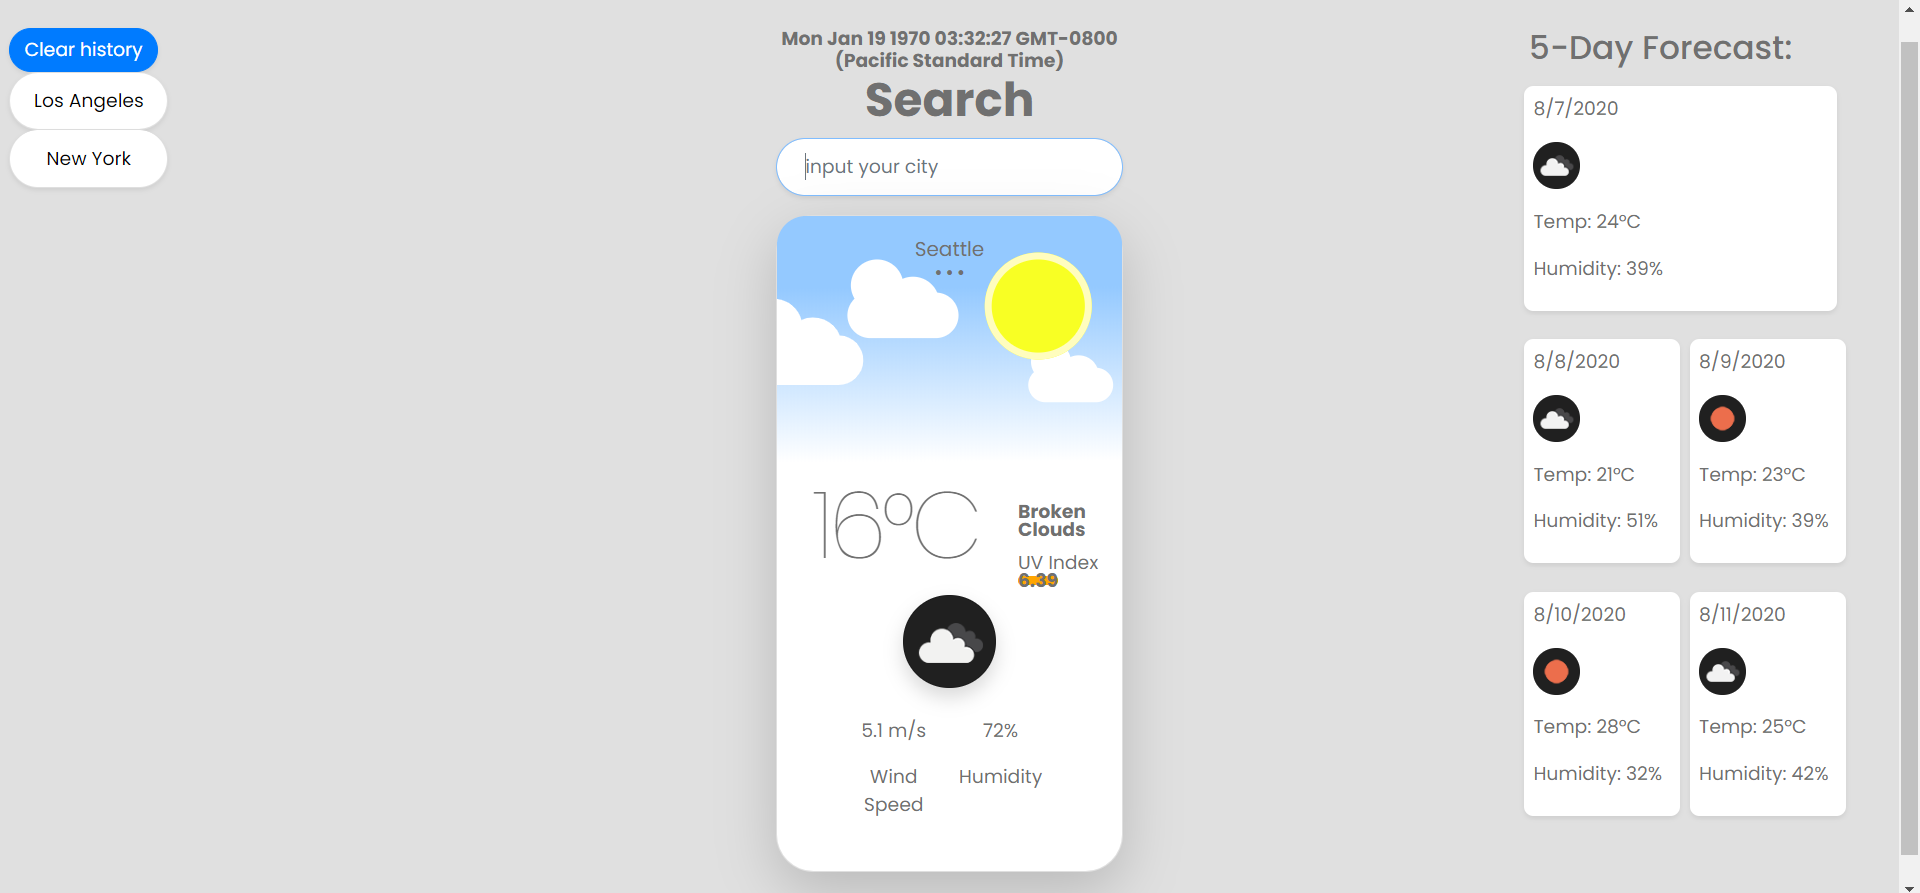 Clear history
Los Angeles
New York
Mon Jan 19 1970 03:32:27 GMT-0800
(Pacific Standard Time)
Search
input your city
Seattle
16°C
Broken
Clouds
UV Index
6.39
5.1 m/s
72%
Wind
Speed
Humidity
5-Day Forecast:
8/7/2020
Temp: 24°C
Humidity: 39%
8/8/2020
Temp: 21°C
Humidity: 51%
8/9/2020
Temp: 23°C
Humidity: 39%
8/10/2020
Temp: 28°C
Humidity: 32%
8/11/2020
Temp: 25°C
Humidity: 42%